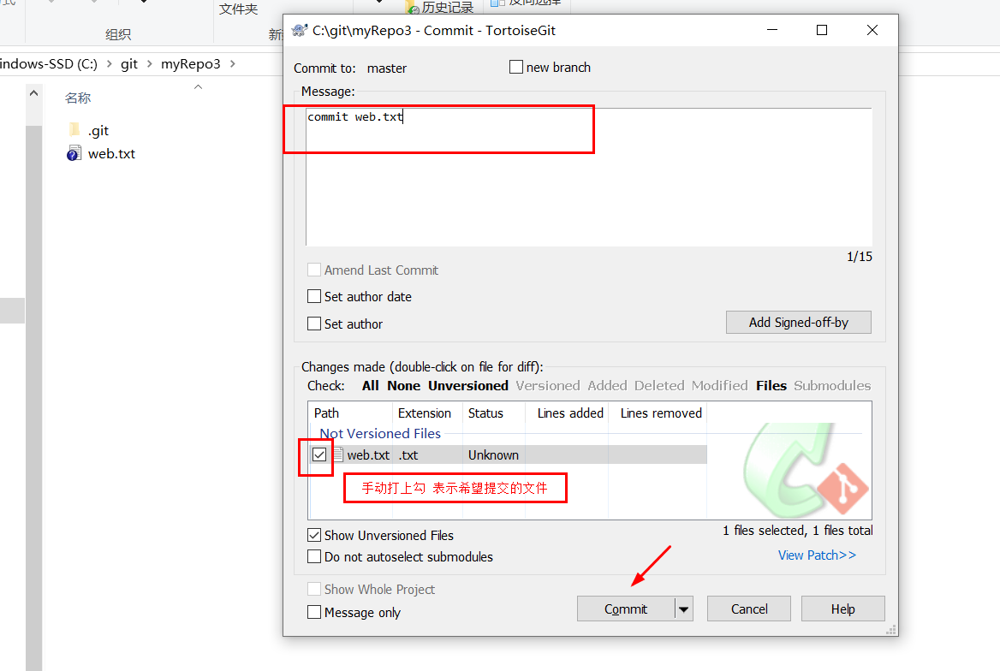 文件夹
历史记录
反向选择
组织
新
C:\git\myRepo3 - Commit - TortoiseGit
indows-SSD (C:) > git > myRepo3 >
名称
.git
web.txt
Commit to: master
new branch
Message:
commit web.txt
1/15
Amend Last Commit
Set author date
Set author
Add Signed-off-by
Changes made (double-click on file for diff):
Check: All None Unversioned Versioned Added Deleted Modified Files Submodules
Path Extension Status Lines added Lines removed
Not Versioned Files
web.txt .txt Unknown
手动打上勾 表示希望提交的文件
Show Unversioned Files
1 files selected, 1 files total
Do not autoselect submodules
View Patch>>
Show Whole Project
Message only
Commit
Cancel
Help